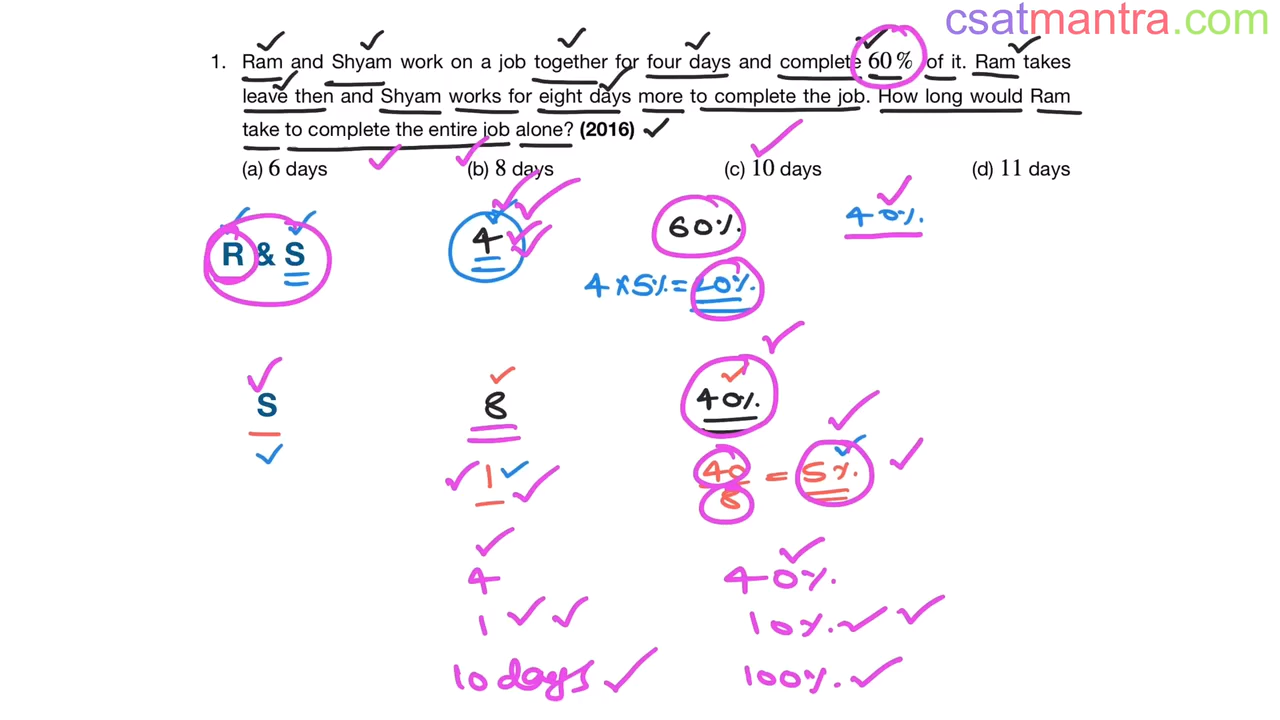 csatmantra.com
1. Ram and Shyam work on a job together for four days and complete 60% of it. Ram takes
leave then and Shyam works for eight days more to complete the job. How long would Ram
take to complete the entire job alone? (2016)
(a) 6 days (b) 8 days (c) 10 days (d) 11 days
R & S 4 60% 40%
4×5%=20%
S 8 40%
1 40/8 = 5%
4 40%
1 10%
10 days 100%